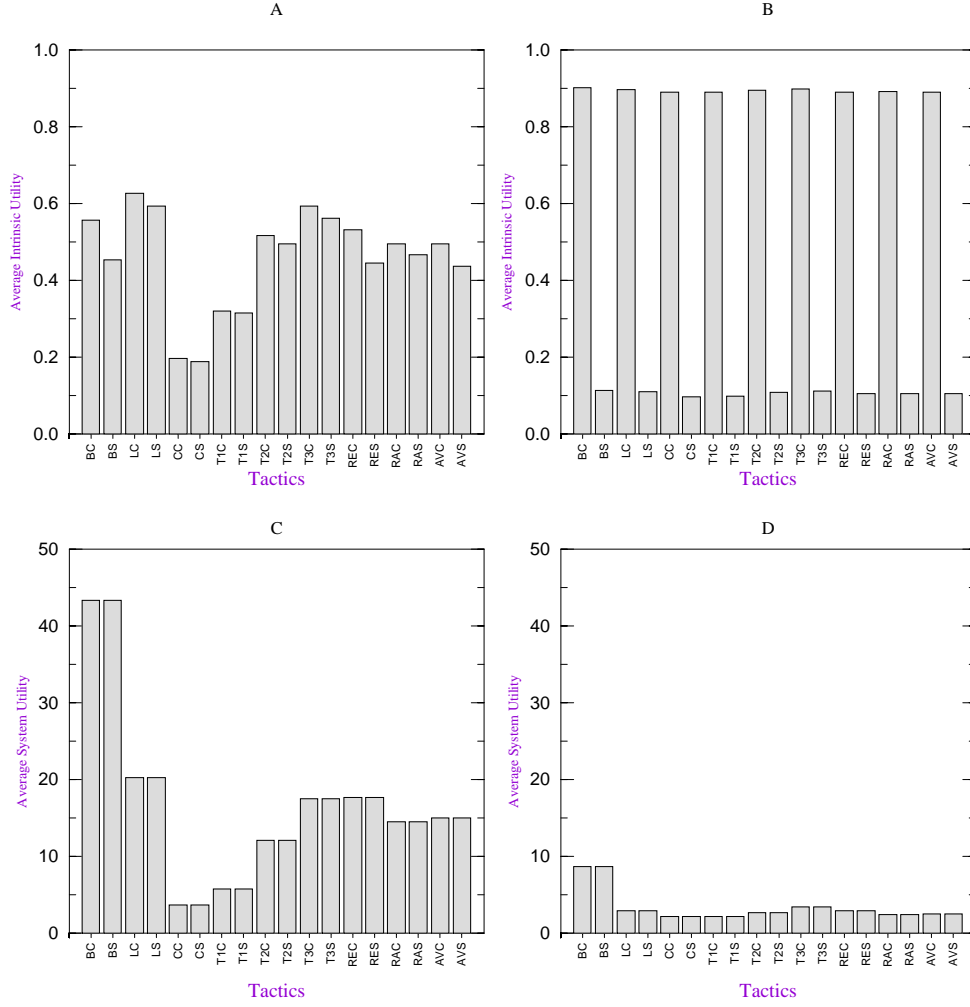 A
1.0
0.8
0.6
0.4
0.2
0.0
Average Intrinsic Utility
BC BS LC LS CC CS T1C T1S T2C T2S T3C T3S REC RES RAC RAS AVC AVS
Tactics
B
1.0
0.8
0.6
0.4
0.2
0.0
Average Intrinsic Utility
BC BS LC LS CC CS T1C T1S T2C T2S T3C T3S REC RES RAC RAS AVC AVS
Tactics
C
50
40
30
20
10
0
Average System Utility
BC BS LC LS CC CS T1C T1S T2C T2S T3C T3S REC RES RAC RAS AVC AVS
Tactics
D
50
40
30
20
10
0
Average System Utility
BC BS LC LS CC CS T1C T1S T2C T2S T3C T3S REC RES RAC RAS AVC AVS
Tactics